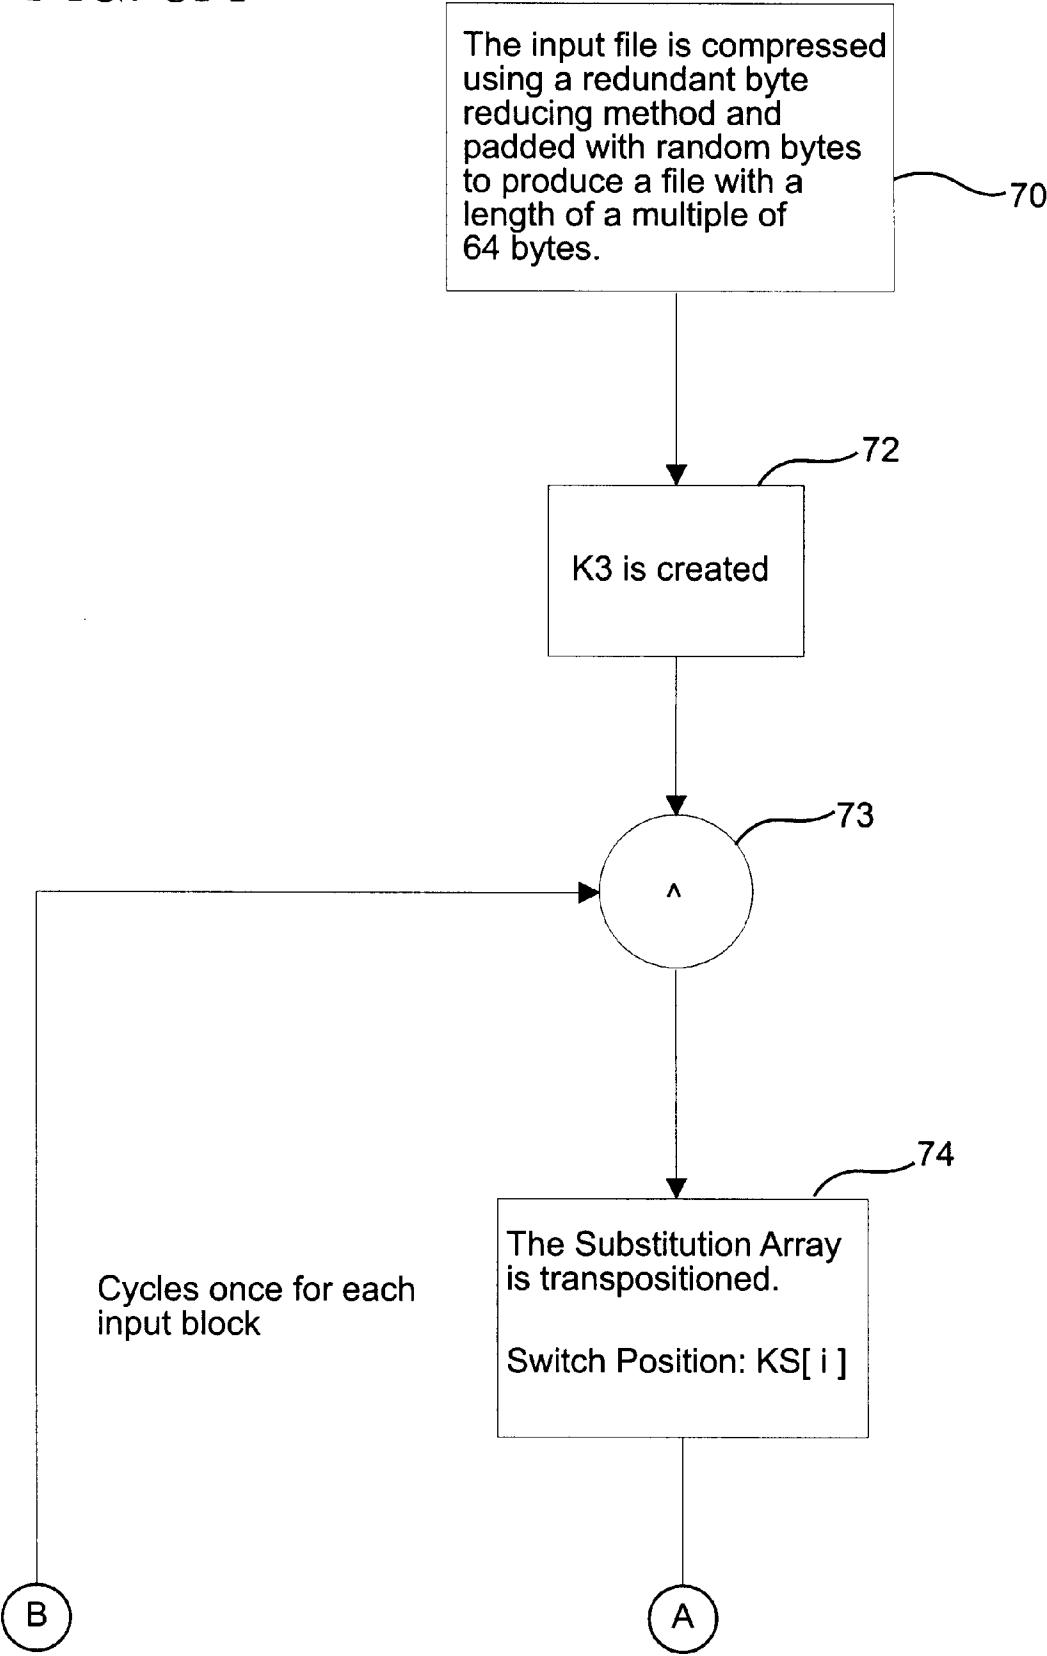 The input file is compressed
using a redundant byte
reducing method and
padded with random bytes
to produce a file with a
length of a multiple of
64 bytes.
70
72
K3 is created
73
^
74
The Substitution Array
is transpositioned.
Switch Position: KS[ i ]
Cycles once for each
input block
B
A